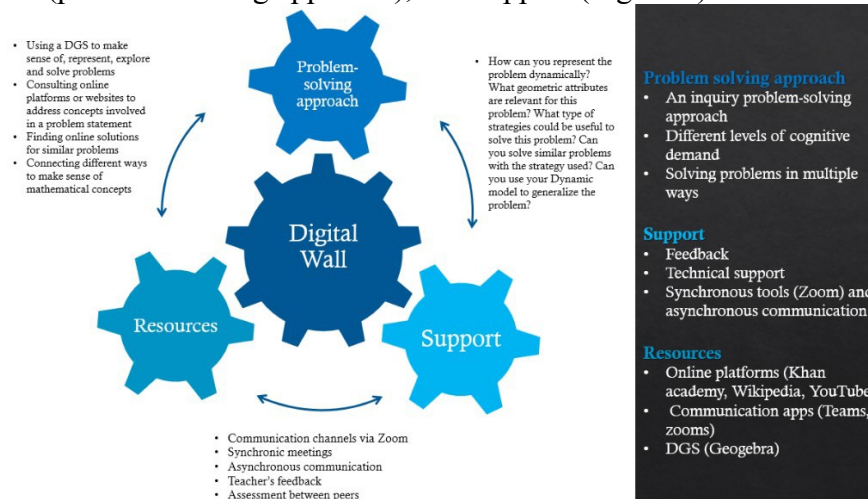 • Using a DGS to make
sense of, represent, explore
and solve problems
• Consulting online
platforms or websites to
address concepts involved
in a problem statement
• Finding online solutions
for similar problems
• Connecting different ways
to make sense of
mathematical concepts
Problem-
solving
approach
• How can you represent the
problem dynamically?
What geometric attributes
are relevant for this
problem? What type of
strategies could be useful to
solve this problem? Can
you solve similar problems
with the strategy used? Can
you use your Dynamic
model to generalize the
problem?
Digital
Wall
Resources
Support
• Communication channels via Zoom
• Synchronic meetings
• Asynchronous communication
• Teacher's feedback
• Assessment between peers
Problem solving approach
• An inquiry problem-solving
approach
• Different levels of cognitive
demand
• Solving problems in multiple
ways
Support
• Feedback
• Technical support
• Synchronous tools (Zoom) and
asynchronous communication
Resources
• Online platforms (Khan
academy, Wikipedia, YouTube
• Communication apps (Teams,
zooms)
• DGS (Geogebra)